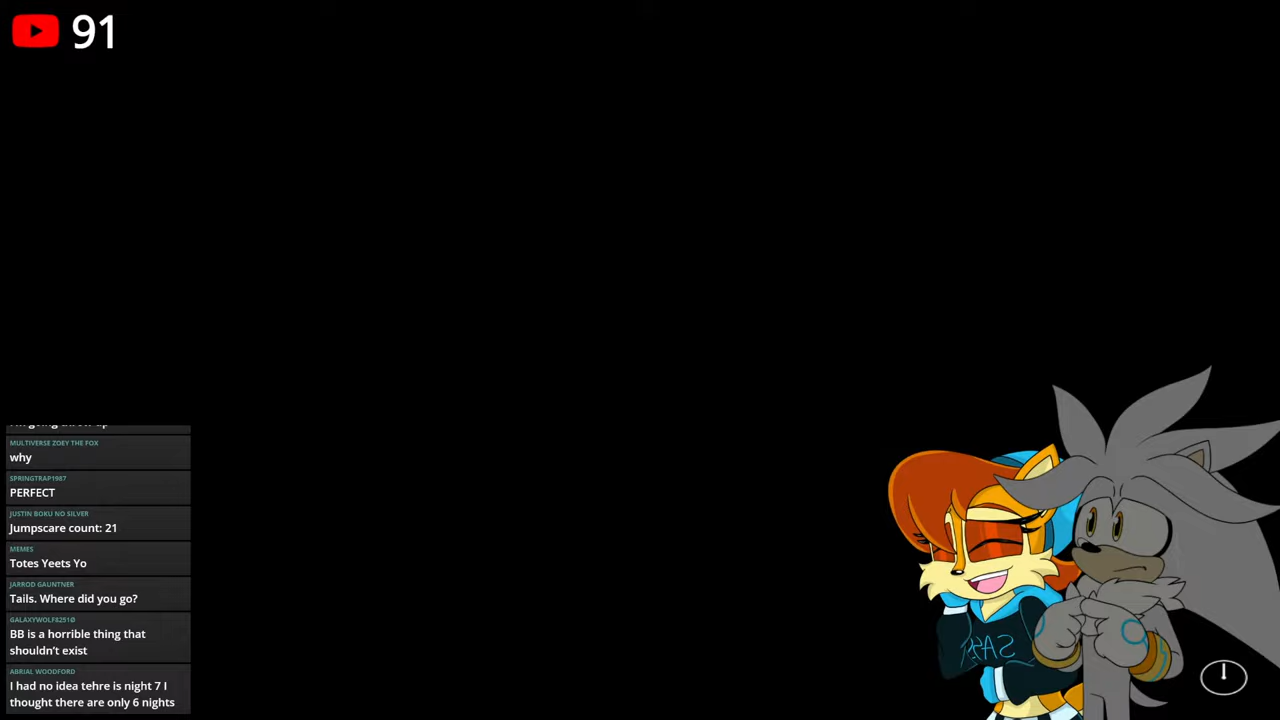 91
MULTIVERSE ZOEY THE FOX
why
SPRINGTRAP1987
PERFECT
JUSTIN BOKU NO SILVER
Jumpscare count: 21
MEMES
Totes Yeets Yo
JARROD GAUNTNER
Tails. Where did you go?
GALAXYWOLF8251Ø
BB is a horrible thing that
shouldn't exist
ABRIAL WOODFORD
I had no idea tehre is night 7 I
thought there are only 6 nights